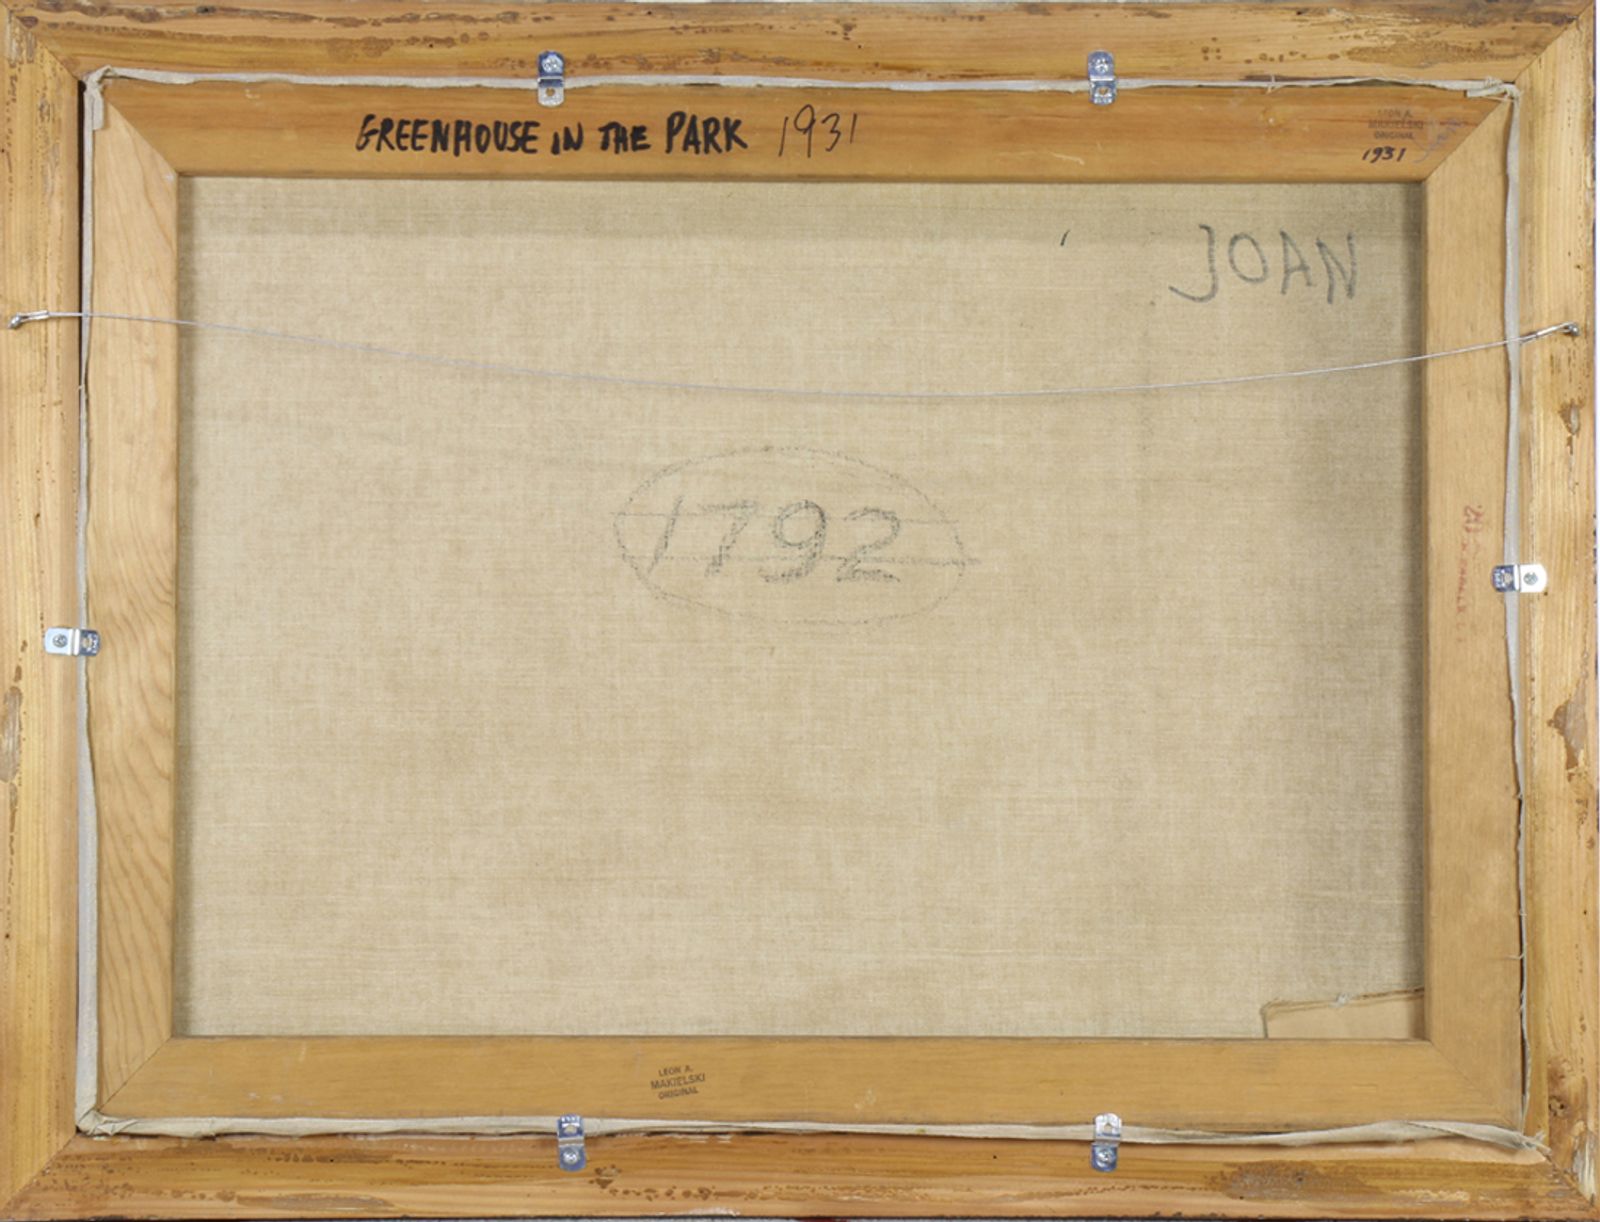 GREENHOUSE IN THE PARK 1931
LEON A.
MAKIELSKI
ORIGINAL
1931
JOAN
1792
LEON A.
MAKIELSKI
ORIGINAL